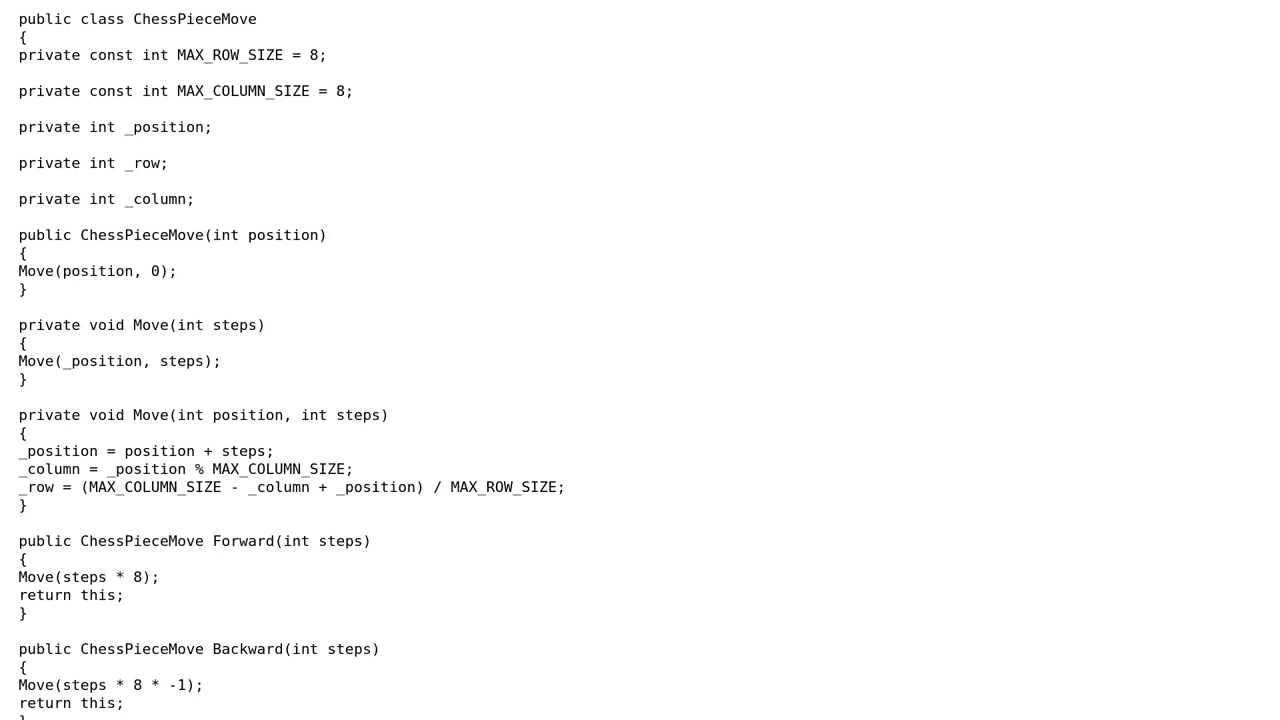 public class ChessPieceMove
{
private const int MAX_ROW_SIZE = 8;
private const int MAX_COLUMN_SIZE = 8;
private int _position;
private int _row;
private int _column;
public ChessPieceMove(int position)
{
Move(position, 0);
}
private void Move(int steps)
{
Move(_position, steps);
}
private void Move(int position, int steps)
{
_position = position + steps;
_column = _position % MAX_COLUMN_SIZE;
_row = (MAX_COLUMN_SIZE - _column + _position) / MAX_ROW_SIZE;
}
public ChessPieceMove Forward(int steps)
{
Move(steps * 8);
return this;
}
public ChessPieceMove Backward(int steps)
{
Move(steps * 8 * -1);
return this;
}